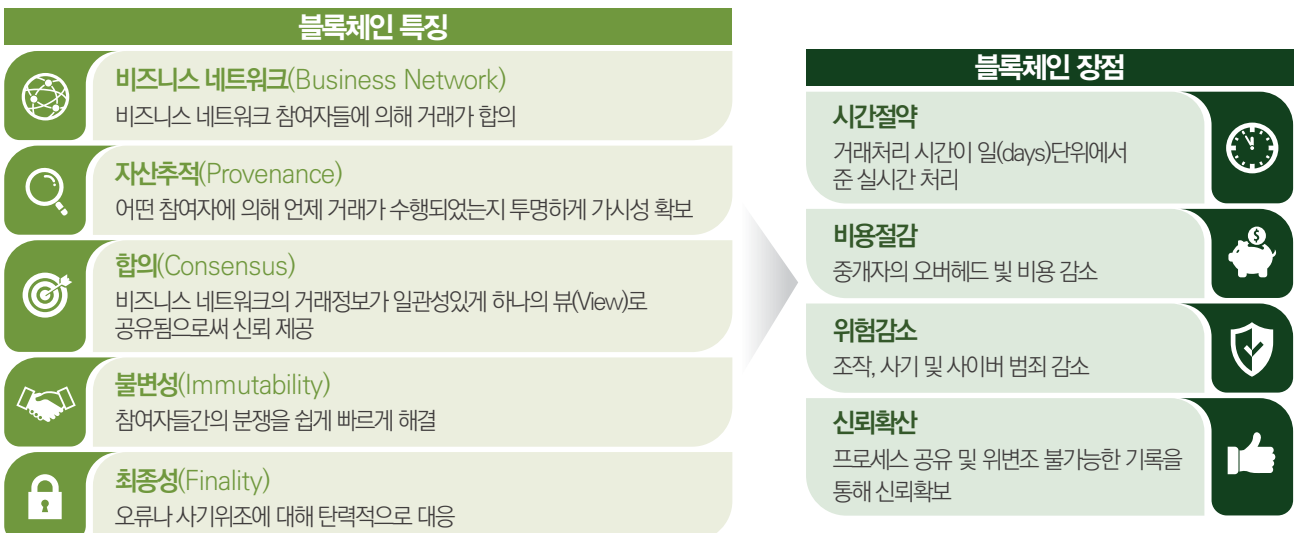 블록체인 특징
비즈니스 네트워크(Business Network)
비즈니스 네트워크 참여자들에 의해 거래가 합의
자산추적(Provenance)
어떤 참여자에 의해 언제 거래가 수행되었는지 투명하게 가시성 확보
합의(Consensus)
비즈니스 네트워크의 거래정보가 일관성있게 하나의 뷰(View)로
공유됨으로써 신뢰 제공
불변성(Immutability)
참여자들간의 분쟁을 쉽게 빠르게 해결
최종성(Finality)
오류나 사기위조에 대해 탄력적으로 대응
블록체인 장점
시간절약
거래처리 시간이 일(days)단위에서
준 실시간 처리
비용절감
중개자의 오버헤드 빛 비용 감소
위험감소
조작, 사기 및 사이버 범죄 감소
신뢰확산
프로세스 공유 및 위변조 불가능한 기록을
통해 신뢰확보